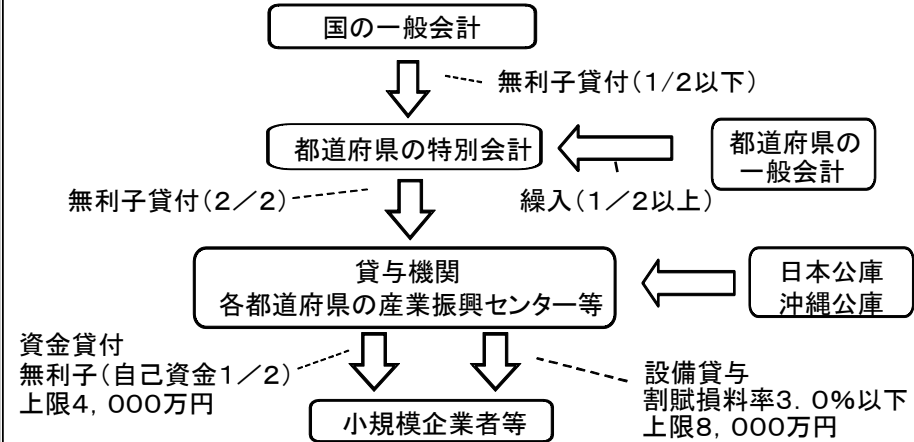 国の一般会計
無利子貸付(1/2以下)
都道府県の特別会計
都道府県の
一般会計
無利子貸付(2/2)
繰入(1/2以上)
貸与機関
各都道府県の産業振興センター等
日本公庫
沖縄公庫
資金貸付
無利子(自己資金1/2)
上限4,000万円
設備貸与
割賦損料率3.0%以下
上限8,000万円
小規模企業者等